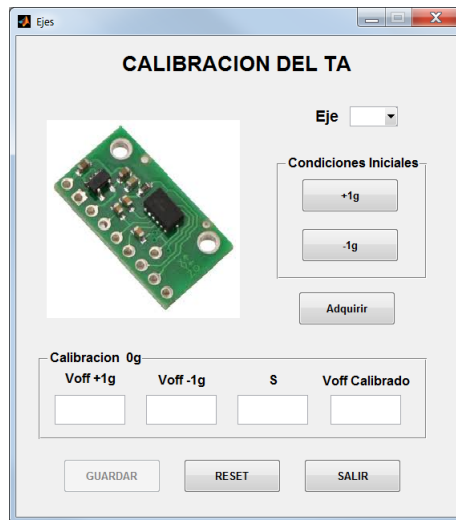 Ejes
CALIBRACION DEL TA
Eje
Condiciones Iniciales
+1g
-1g
Adquirir
Calibracion 0g
Voff +1g Voff -1g S Voff Calibrado
GUARDAR RESET SALIR